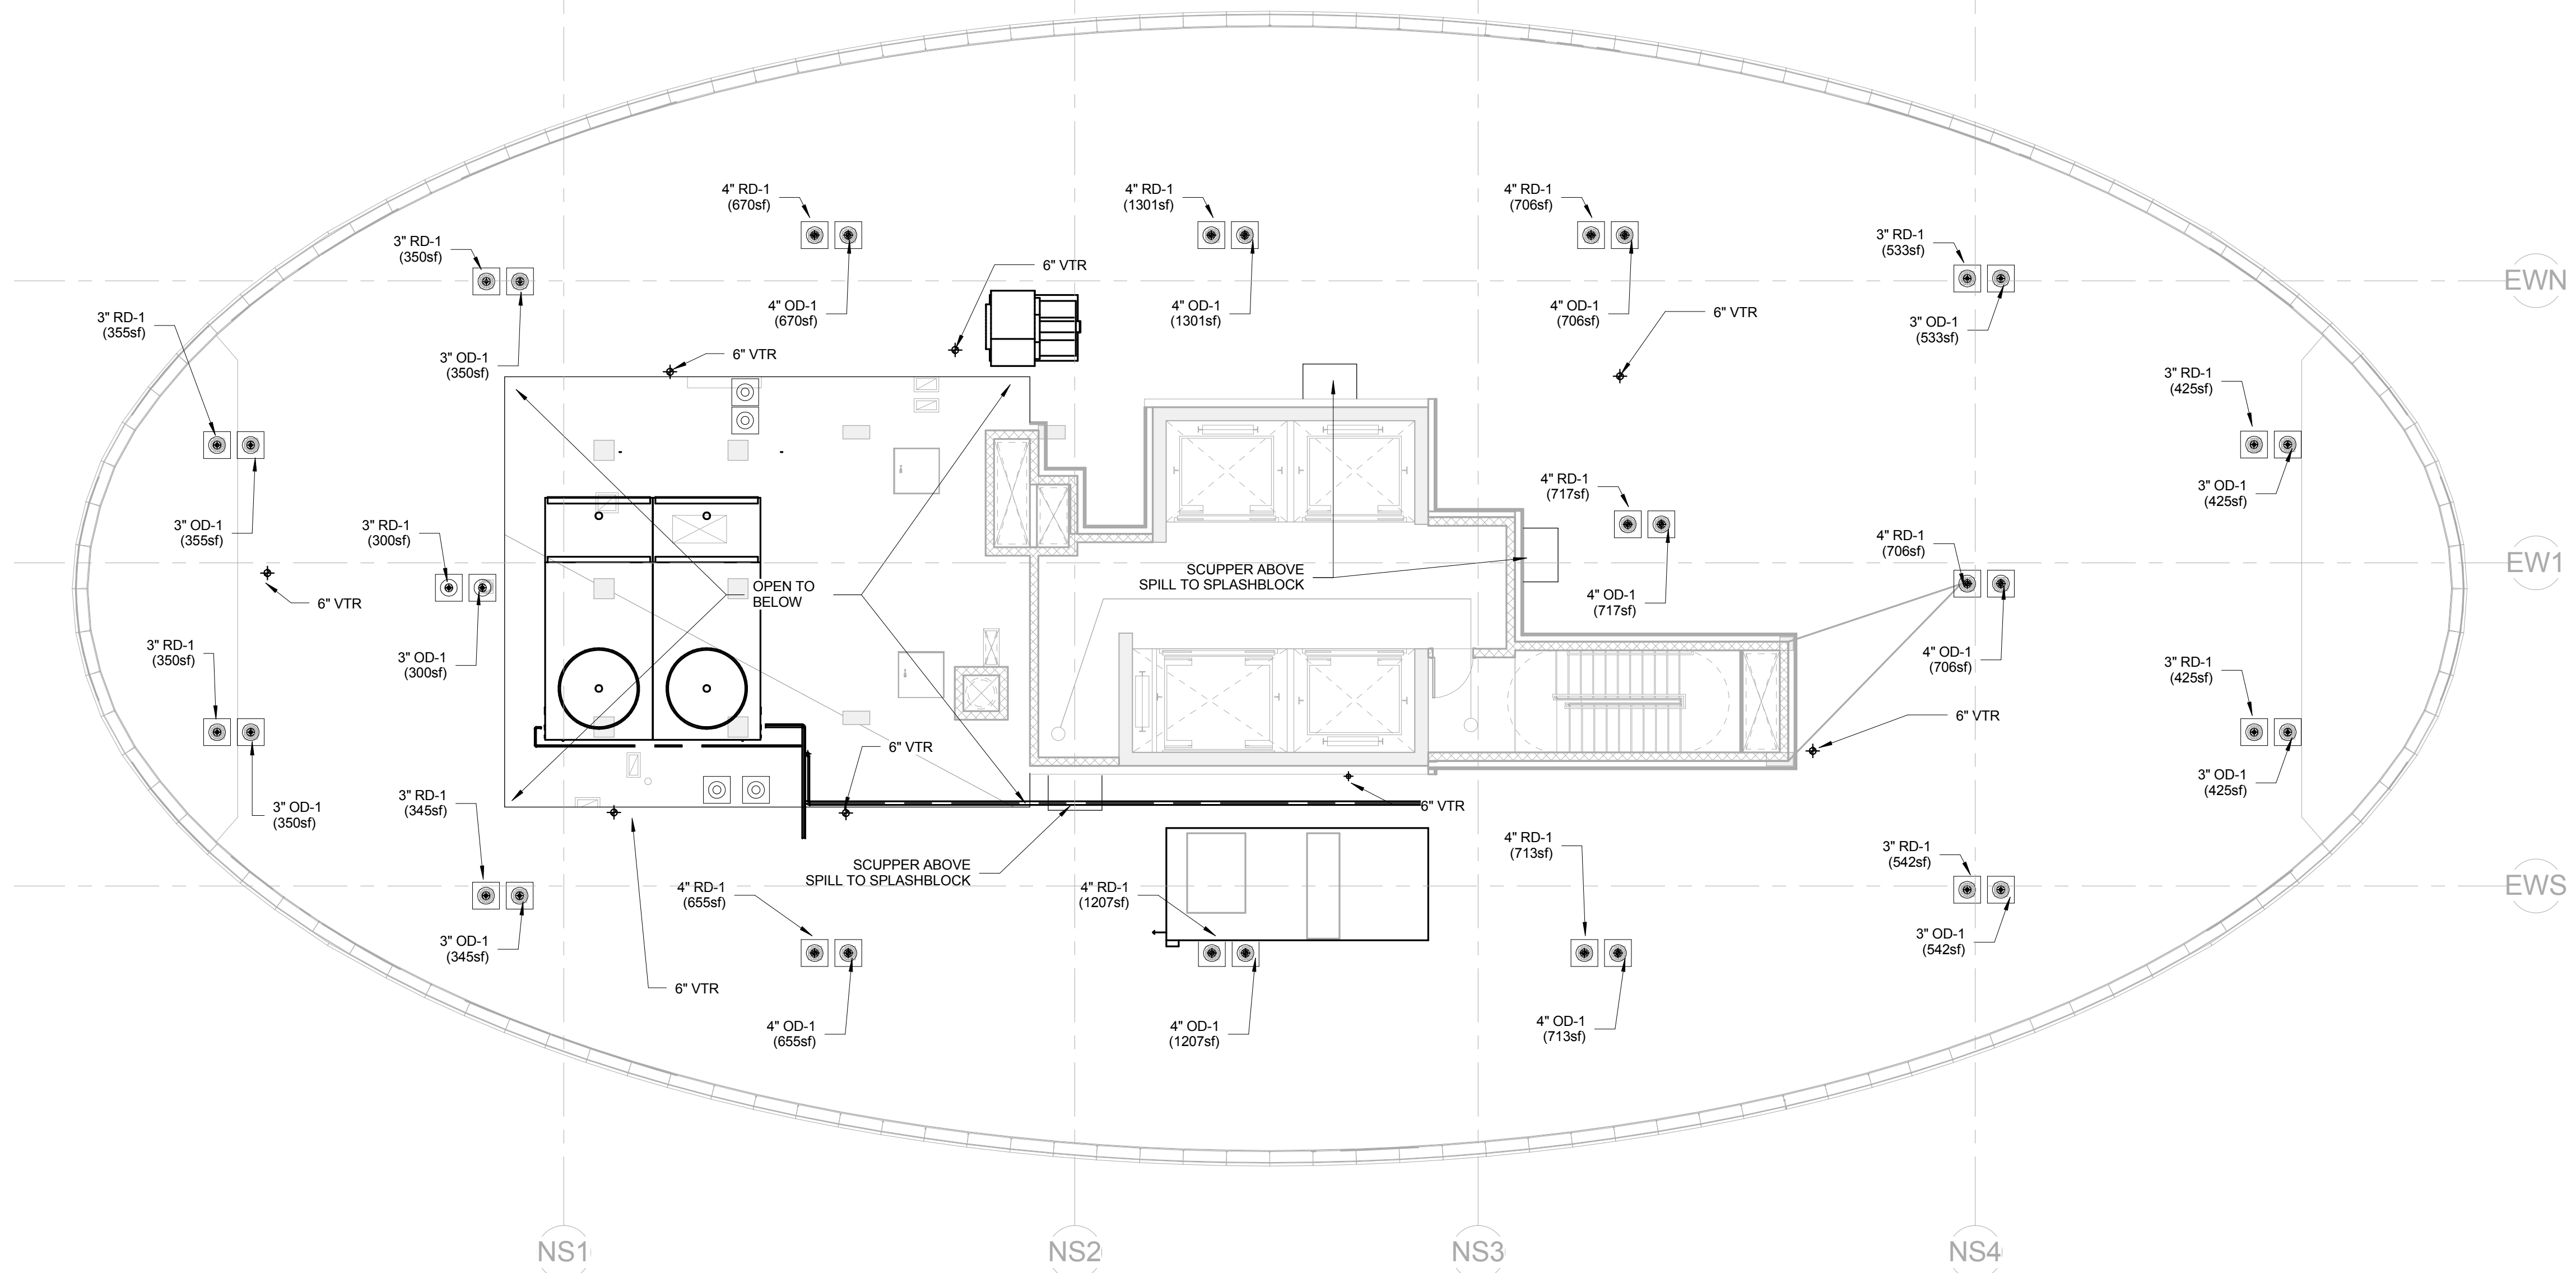 4" RD-1
(670sf)
4" RD-1
(1301sf)
4" RD-1
(706sf)
3" RD-1
(350sf)
3" RD-1
(533sf)
6" VTR
EWN
4" OD-1
(670sf)
4" OD-1
(1301sf)
4" OD-1
(706sf)
6" VTR
3" RD-1
(355sf)
3" OD-1
(533sf)
3" OD-1
(350sf)
6" VTR
3" RD-1
(425sf)
4" RD-1
(717sf)
3" OD-1
(425sf)
3" OD-1
(355sf)
3" RD-1
(300sf)
4" RD-1
(706sf)
EW1
SCUPPER ABOVE
SPILL TO SPLASHBLOCK
OPEN TO
BELOW
6" VTR
4" OD-1
(717sf)
3" RD-1
(350sf)
3" OD-1
(300sf)
4" OD-1
(706sf)
3" RD-1
(425sf)
6" VTR
6" VTR
3" OD-1
(425sf)
3" RD-1
(345sf)
3" OD-1
(350sf)
6" VTR
SCUPPER ABOVE
SPILL TO SPLASHBLOCK
4" RD-1
(713sf)
3" RD-1
(542sf)
4" RD-1
(655sf)
4" RD-1
(1207sf)
EWS
3" OD-1
(345sf)
3" OD-1
(542sf)
6" VTR
4" OD-1
(655sf)
4" OD-1
(1207sf)
4" OD-1
(713sf)
NS1
NS2
NS3
NS4